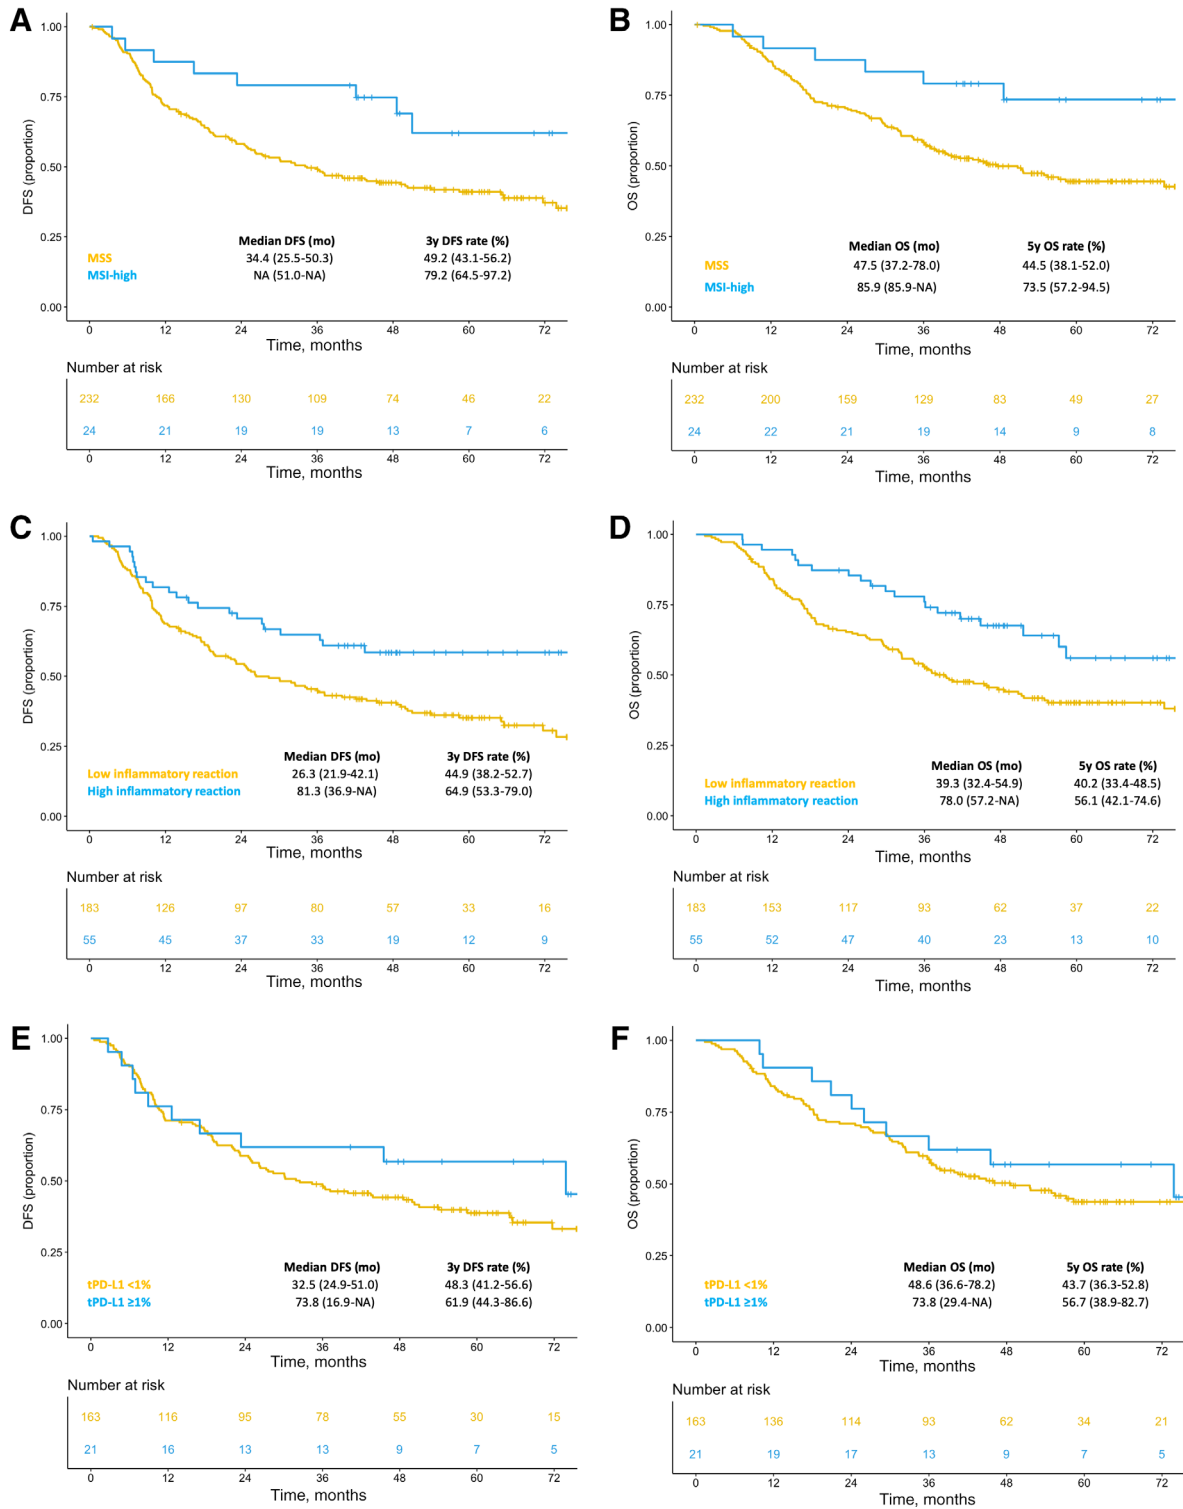 A
1.00
0.75
0.50
0.25
0.00
DFS (proportion)
Median DFS (mo) 3y DFS rate (%)
MSS 34.4 (25.5-50.3) 49.2 (43.1-56.2)
MSI-high NA (51.0-NA) 79.2 (64.5-97.2)
0 12 24 36 48 60 72
Time, months
Number at risk
232 166 130 109 74 46 22
24 21 19 19 13 7 6
0 12 24 36 48 60 72
Time, months
B
1.00
0.75
0.50
0.25
0.00
OS (proportion)
Median OS (mo) 5y OS rate (%)
MSS 47.5 (37.2-78.0) 44.5 (38.1-52.0)
MSI-high 85.9 (85.9-NA) 73.5 (57.2-94.5)
0 12 24 36 48 60 72
Time, months
Number at risk
232 200 159 129 83 49 27
24 22 21 19 14 9 8
0 12 24 36 48 60 72
Time, months
C
1.00
0.75
0.50
0.25
0.00
DFS (proportion)
Median DFS (mo) 3y DFS rate (%)
Low inflammatory reaction 26.3 (21.9-42.1) 44.9 (38.2-52.7)
High inflammatory reaction 81.3 (36.9-NA) 64.9 (53.3-79.0)
0 12 24 36 48 60 72
Time, months
Number at risk
183 126 97 80 57 33 16
55 45 37 33 19 12 9
0 12 24 36 48 60 72
Time, months
D
1.00
0.75
0.50
0.25
0.00
OS (proportion)
Median OS (mo) 5y OS rate (%)
Low inflammatory reaction 39.3 (32.4-54.9) 40.2 (33.4-48.5)
High inflammatory reaction 78.0 (57.2-NA) 56.1 (42.1-74.6)
0 12 24 36 48 60 72
Time, months
Number at risk
183 153 117 93 62 37 22
55 52 47 40 23 13 10
0 12 24 36 48 60 72
Time, months
E
1.00
0.75
0.50
0.25
0.00
DFS (proportion)
Median DFS (mo) 3y DFS rate (%)
tPD-L1 <1% 32.5 (24.9-51.0) 48.3 (41.2-56.6)
tPD-L1 ≥1% 73.8 (16.9-NA) 61.9 (44.3-86.6)
0 12 24 36 48 60 72
Time, months
Number at risk
163 116 95 78 55 30 15
21 16 13 13 9 7 5
0 12 24 36 48 60 72
Time, months
F
1.00
0.75
0.50
0.25
0.00
OS (proportion)
Median OS (mo) 5y OS rate (%)
tPD-L1 <1% 48.6 (36.6-78.2) 43.7 (36.3-52.8)
tPD-L1 ≥1% 73.8 (29.4-NA) 56.7 (38.9-82.7)
0 12 24 36 48 60 72
Time, months
Number at risk
163 136 114 93 62 34 21
21 19 17 13 9 7 5
0 12 24 36 48 60 72
Time, months